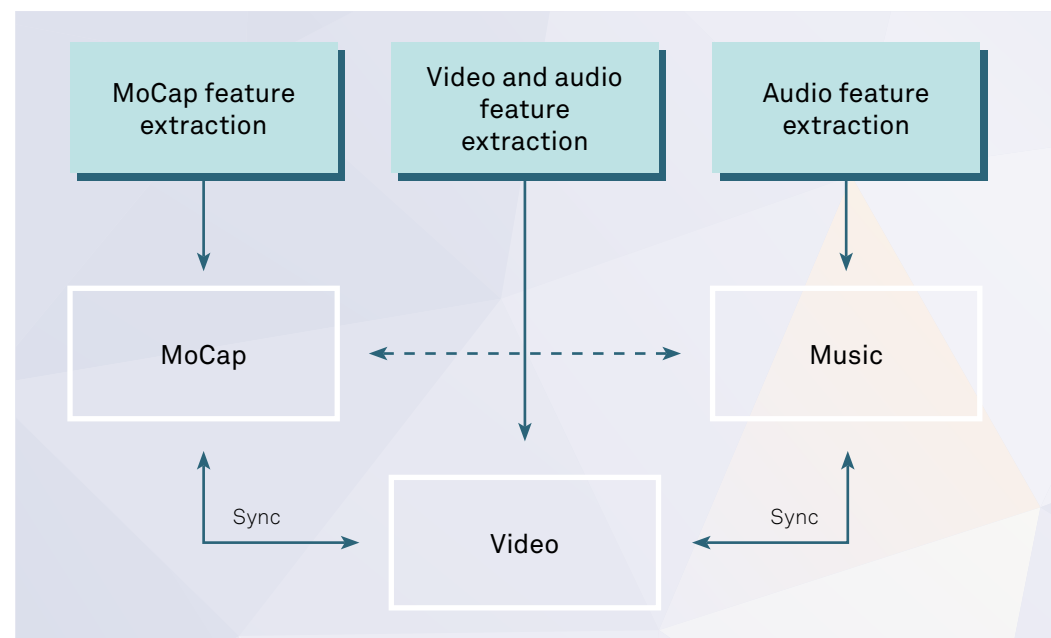 MoCap feature
extraction
Video and audio
feature
extraction
Audio feature
extraction
MoCap
Music
Sync
Sync
Video